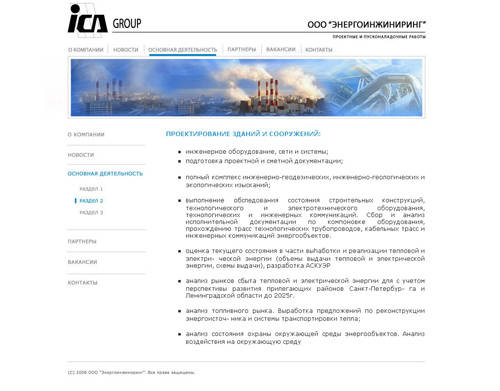 ica GROUP
ООО "ЭНЕРГОИНЖИНИРИНГ"
ПРОЕКТНЫЕ И ПУСКОНАЛАДОЧНЫЕ РАБОТЫ
О КОМПАНИИ НОВОСТИ ОСНОВНАЯ ДЕЯТЕЛЬНОСТЬ ПАРТНЕРЫ ВАКАНСИИ КОНТАКТЫ
О КОМПАНИИ
НОВОСТИ
ОСНОВНАЯ ДЕЯТЕЛЬНОСТЬ
РАЗДЕЛ 1
РАЗДЕЛ 2
РАЗДЕЛ 3
ПАРТНЕРЫ
ВАКАНСИИ
КОНТАКТЫ
ПРОЕКТИРОВАНИЕ ЗДАНИЙ И СООРУЖЕНИЙ:
инженерное оборудование, сети и системы;
подготовка проектной и сметной документации;
полный комплекс инженерно-геодезических, инженерно-геологических и
экологических изысканий;
выполнение обследования состояния строительных конструкций,
технологического и электротехнического оборудования,
технологических и инженерных коммуникаций. Сбор и анализ
исполнительной документации по компоновке оборудования,
прохождению трасс технологических трубопроводов, кабельных трасс и
инженерных коммуникаций энергообъектов.
оценка текущего состояния в части выработки и реализации тепловой и
электри- ческой энергии (объемы выдачи тепловой и электрической
энергии, схемы выдачи), разработка АСКУЭР
анализ рынков сбыта тепловой и электрической энергии для с учетом
перспективы развития прилегающих районов Санкт-Петербур- га и
Ленинградской области до 2025г.
анализ топливного рынка. Выработка предложений по реконструкции
энергоисточ- ника и системы транспортировки тепла;
анализ состояния охраны окружающей среды энергообъектов. Анализ
воздействия на окружающую среду
(C) 2008 ООО "Энергоинжиниринг". Все права защищены.